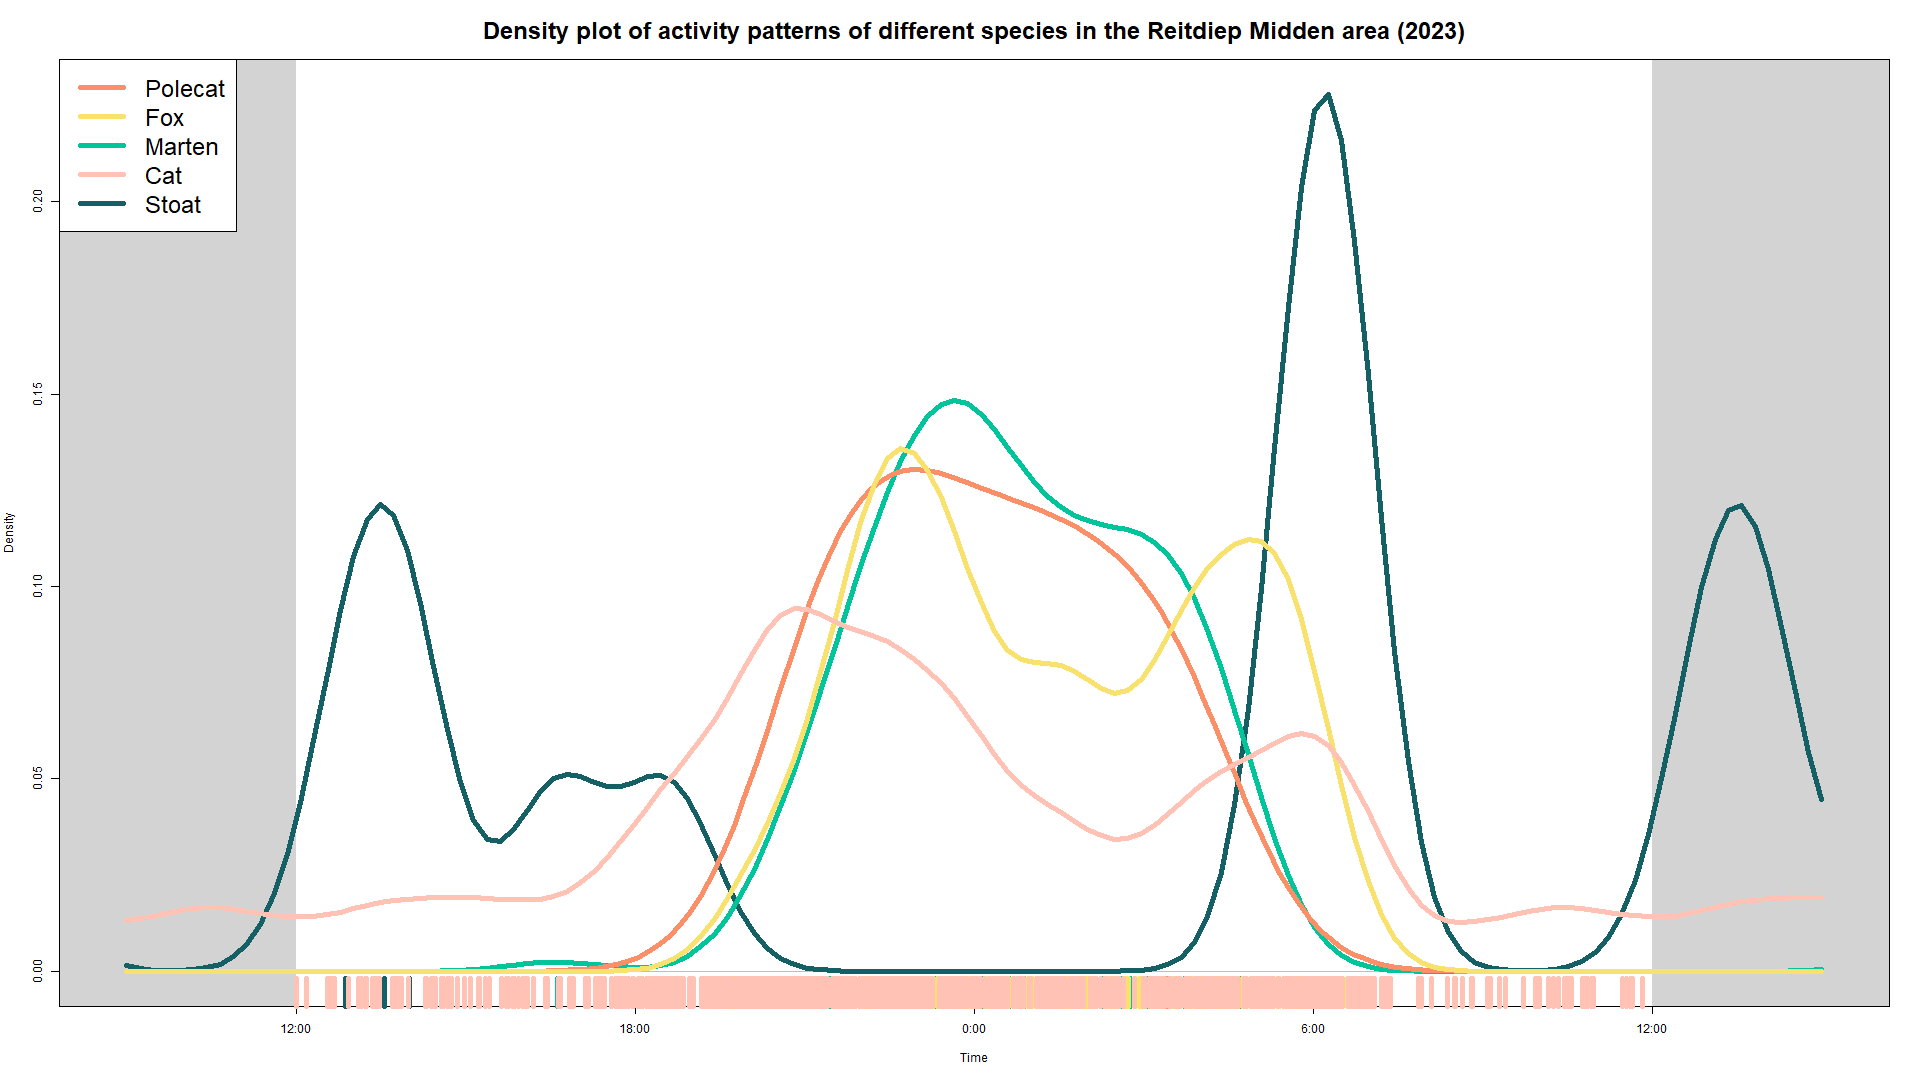 Density plot of activity patterns of different species in the Reitdiep Midden area (2023)
Polecat
Fox
Marten
Cat
Stoat
0.20
0.15
0.10
0.05
0.00
Density
12:00
18:00
0:00
6:00
12:00
Time